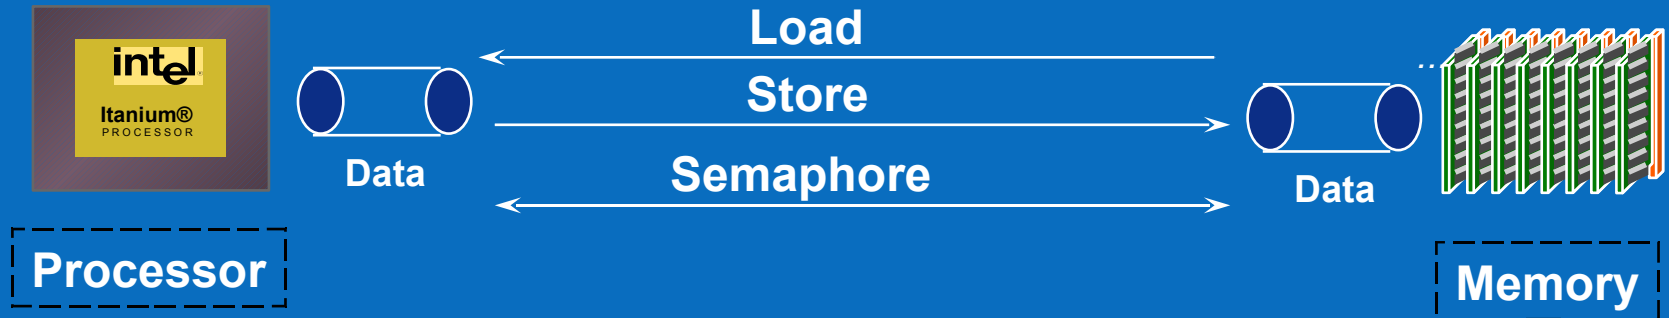 Load
intel®
Itanium®
PROCESSOR
Store
...
Data
Semaphore
Data
Processor
Memory